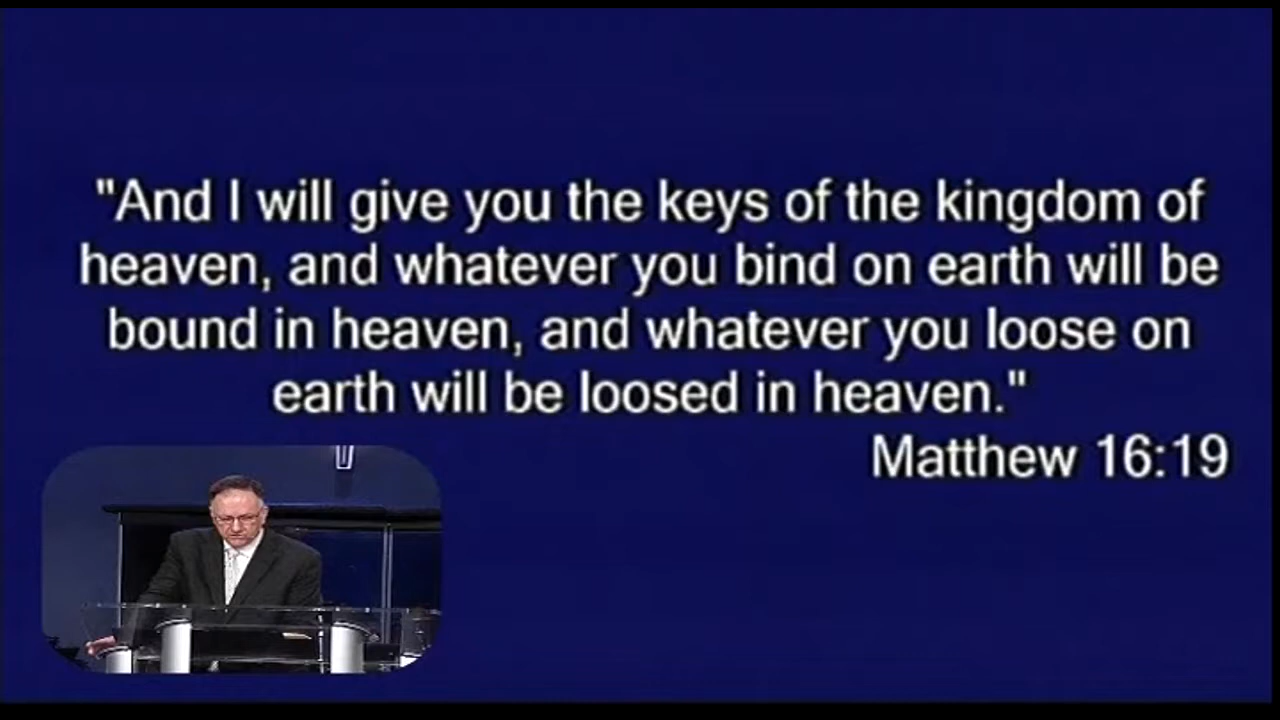 "And I will give you the keys of the kingdom of
heaven, and whatever you bind on earth will be
bound in heaven, and whatever you loose on
earth will be loosed in heaven."
Matthew 16:19